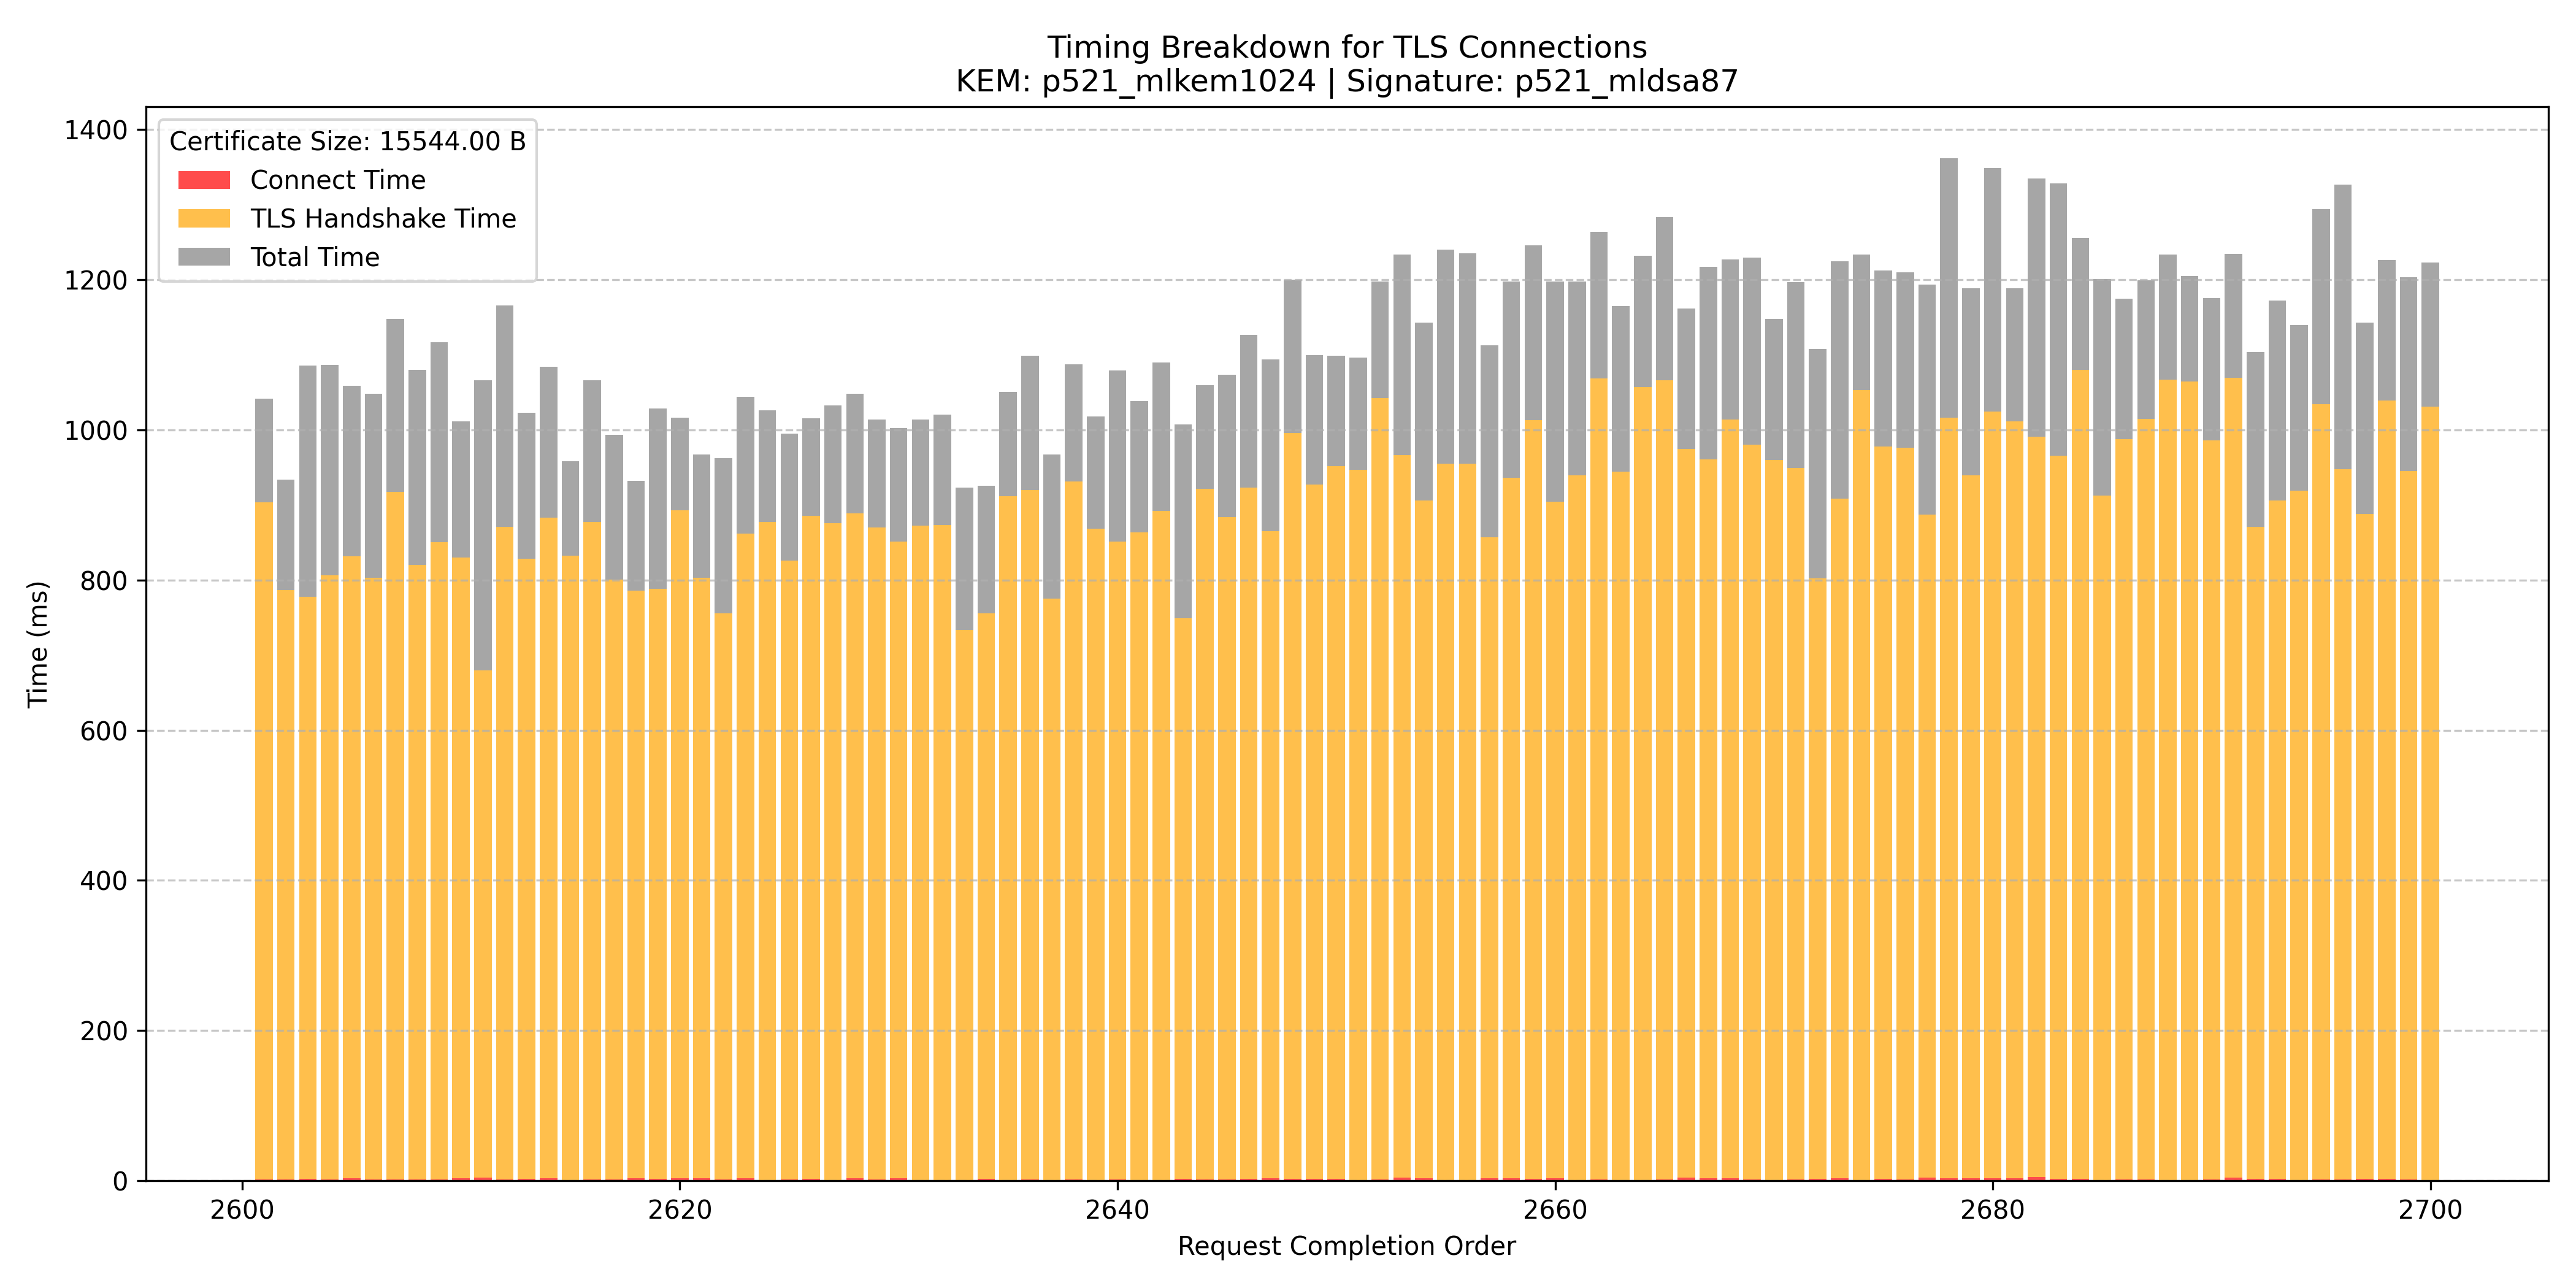 Timing Breakdown for TLS Connections
KEM: p521_mlkem1024 | Signature: p521_mldsa87
Certificate Size: 15544.00 B
Connect Time
TLS Handshake Time
Total Time
Time (ms)
1400
1200
1000
800
600
400
200
0
2600
2620
2640
2660
2680
2700
Request Completion Order